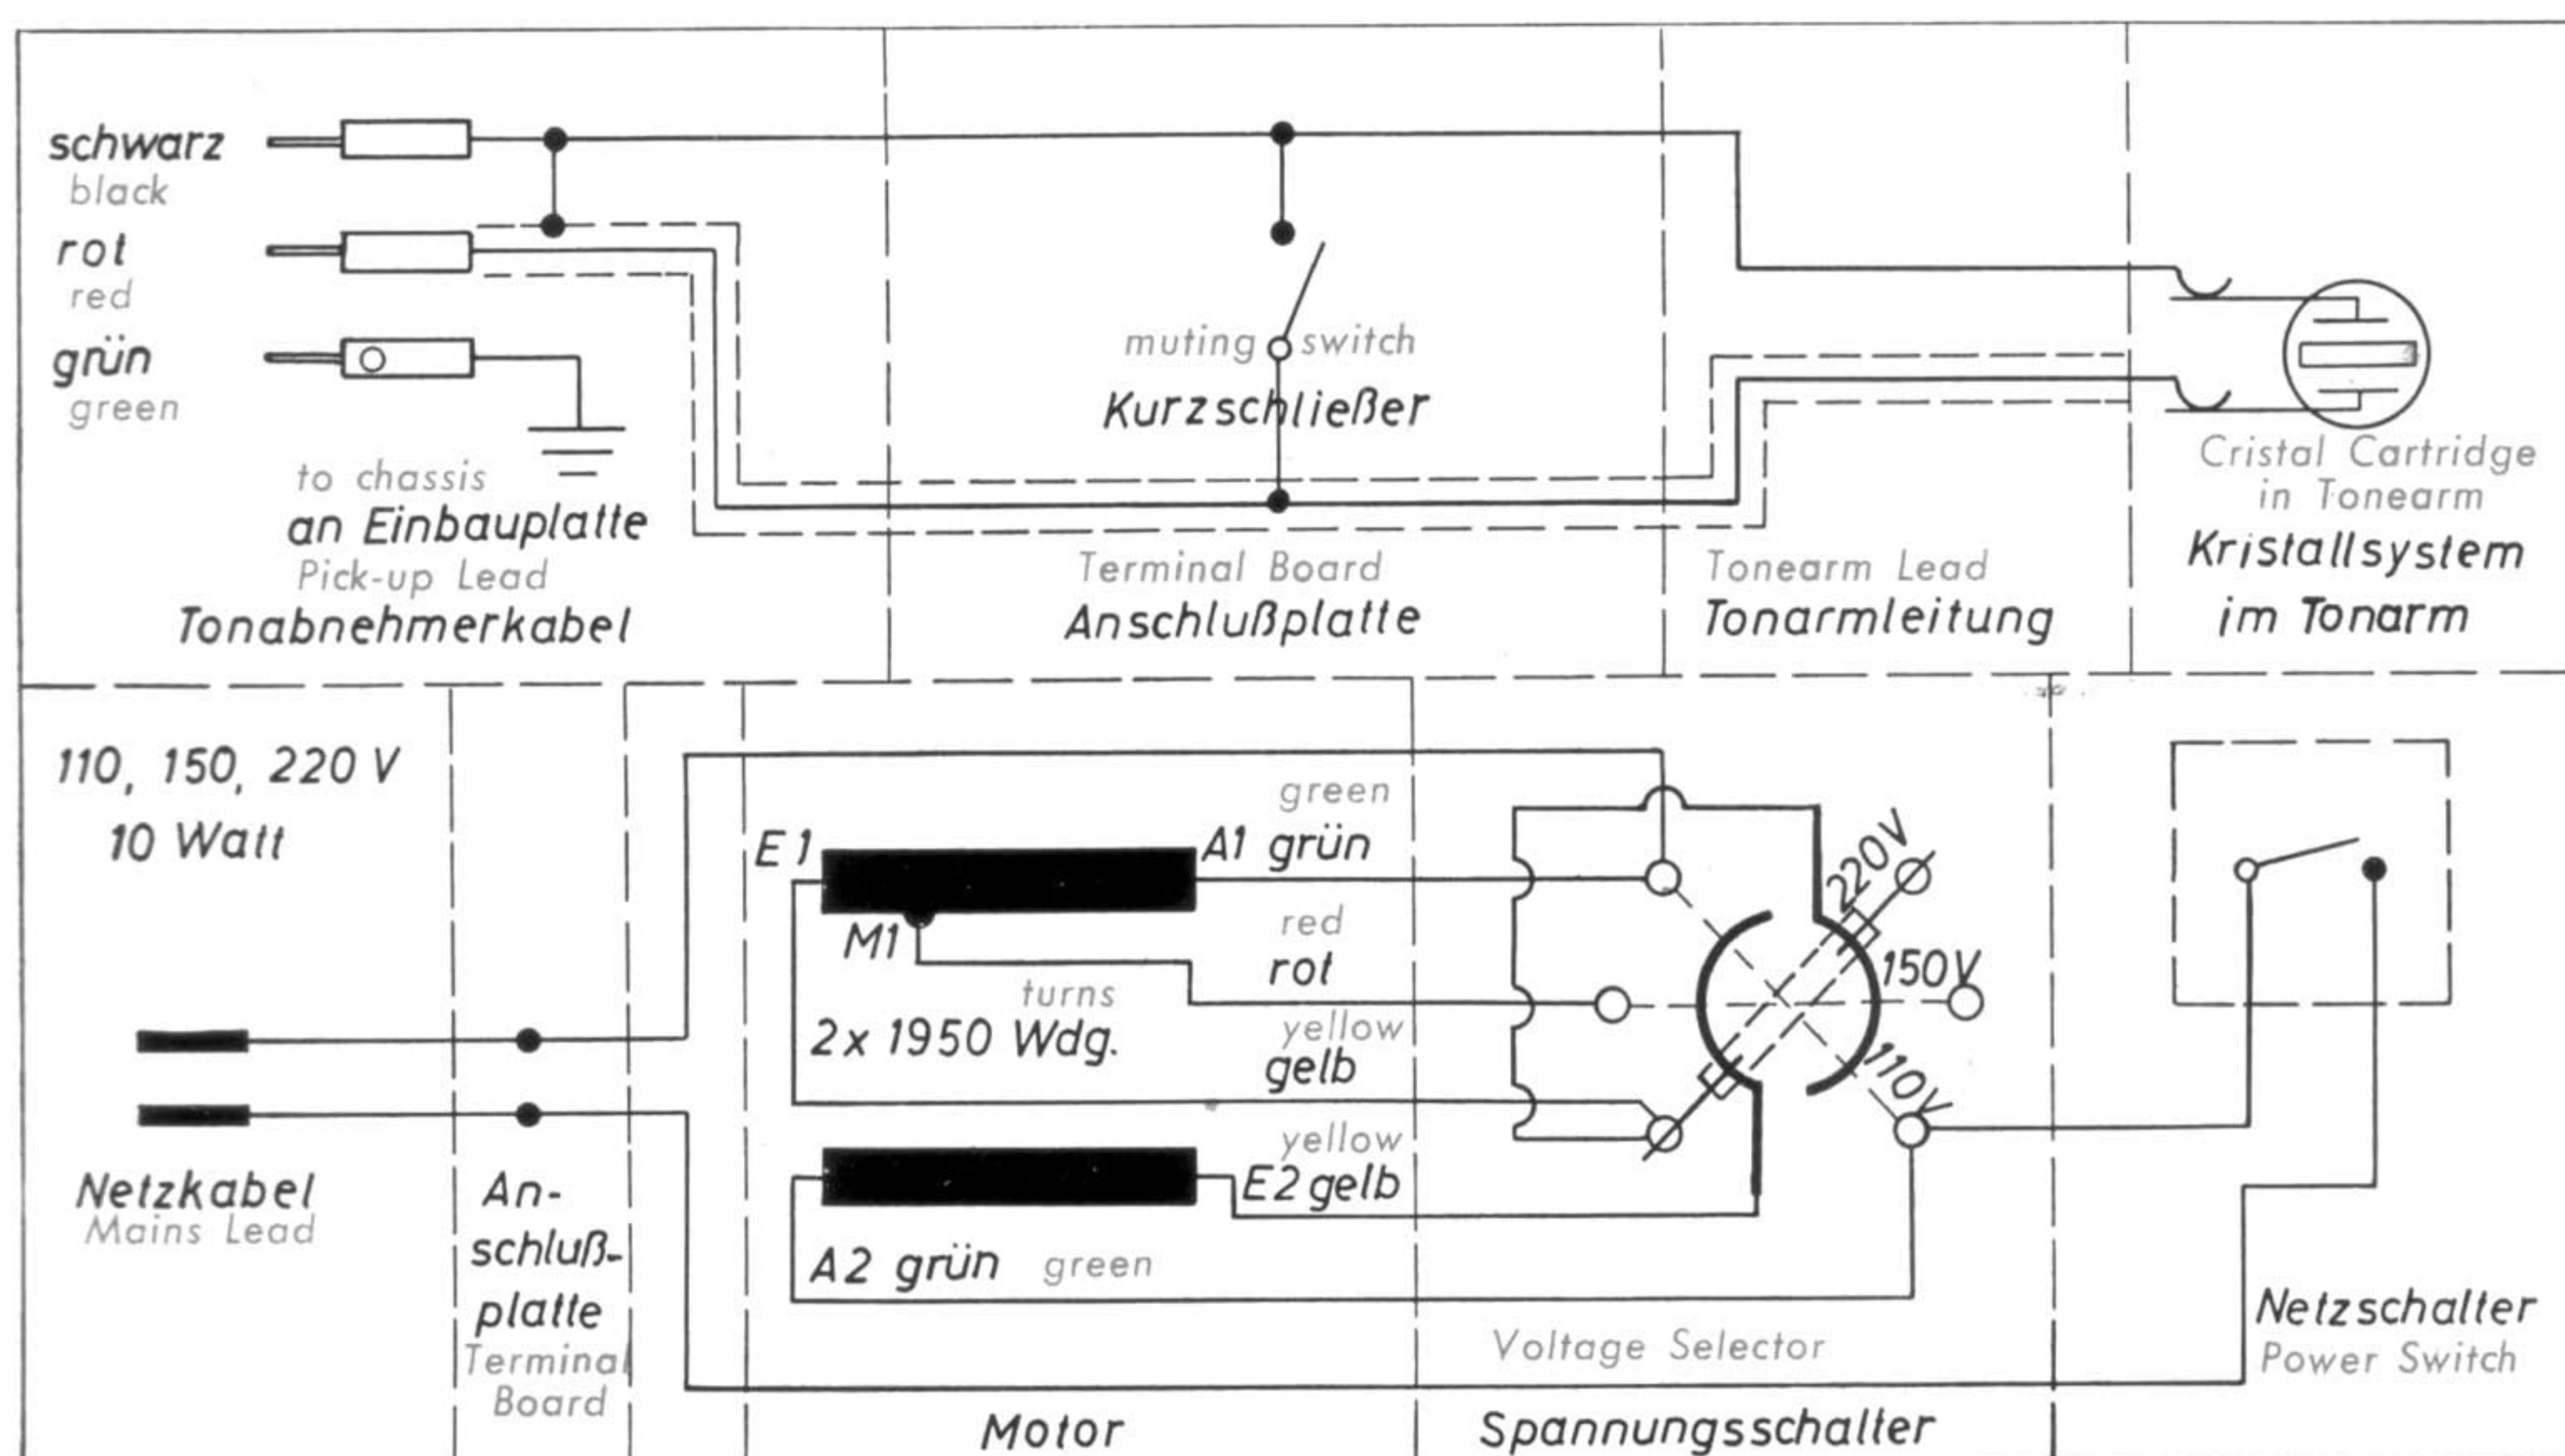 schwarz
black
rot
red
grün
green
to chassis
an Einbauplatte
Pick-up Lead
Tonabnehmerkabel
muting switch
Kurzschließer
Terminal Board
Anschlußplatte
Tonearm Lead
Tonarmleitung
Cristal Cartridge
in Tonearm
Kristallsystem
im Tonarm
110, 150, 220 V
10 Watt
Netzkabel
Mains Lead
An-
schluß-
platte
Terminal
Board
E1
green
A1 grün
M1
red
rot
turns
2x 1950 Wdg.
yellow
gelb
yellow
E2 gelb
A2 grün green
Motor
220V
150V
110V
Voltage Selector
Spannungsschalter
Netzschalter
Power Switch